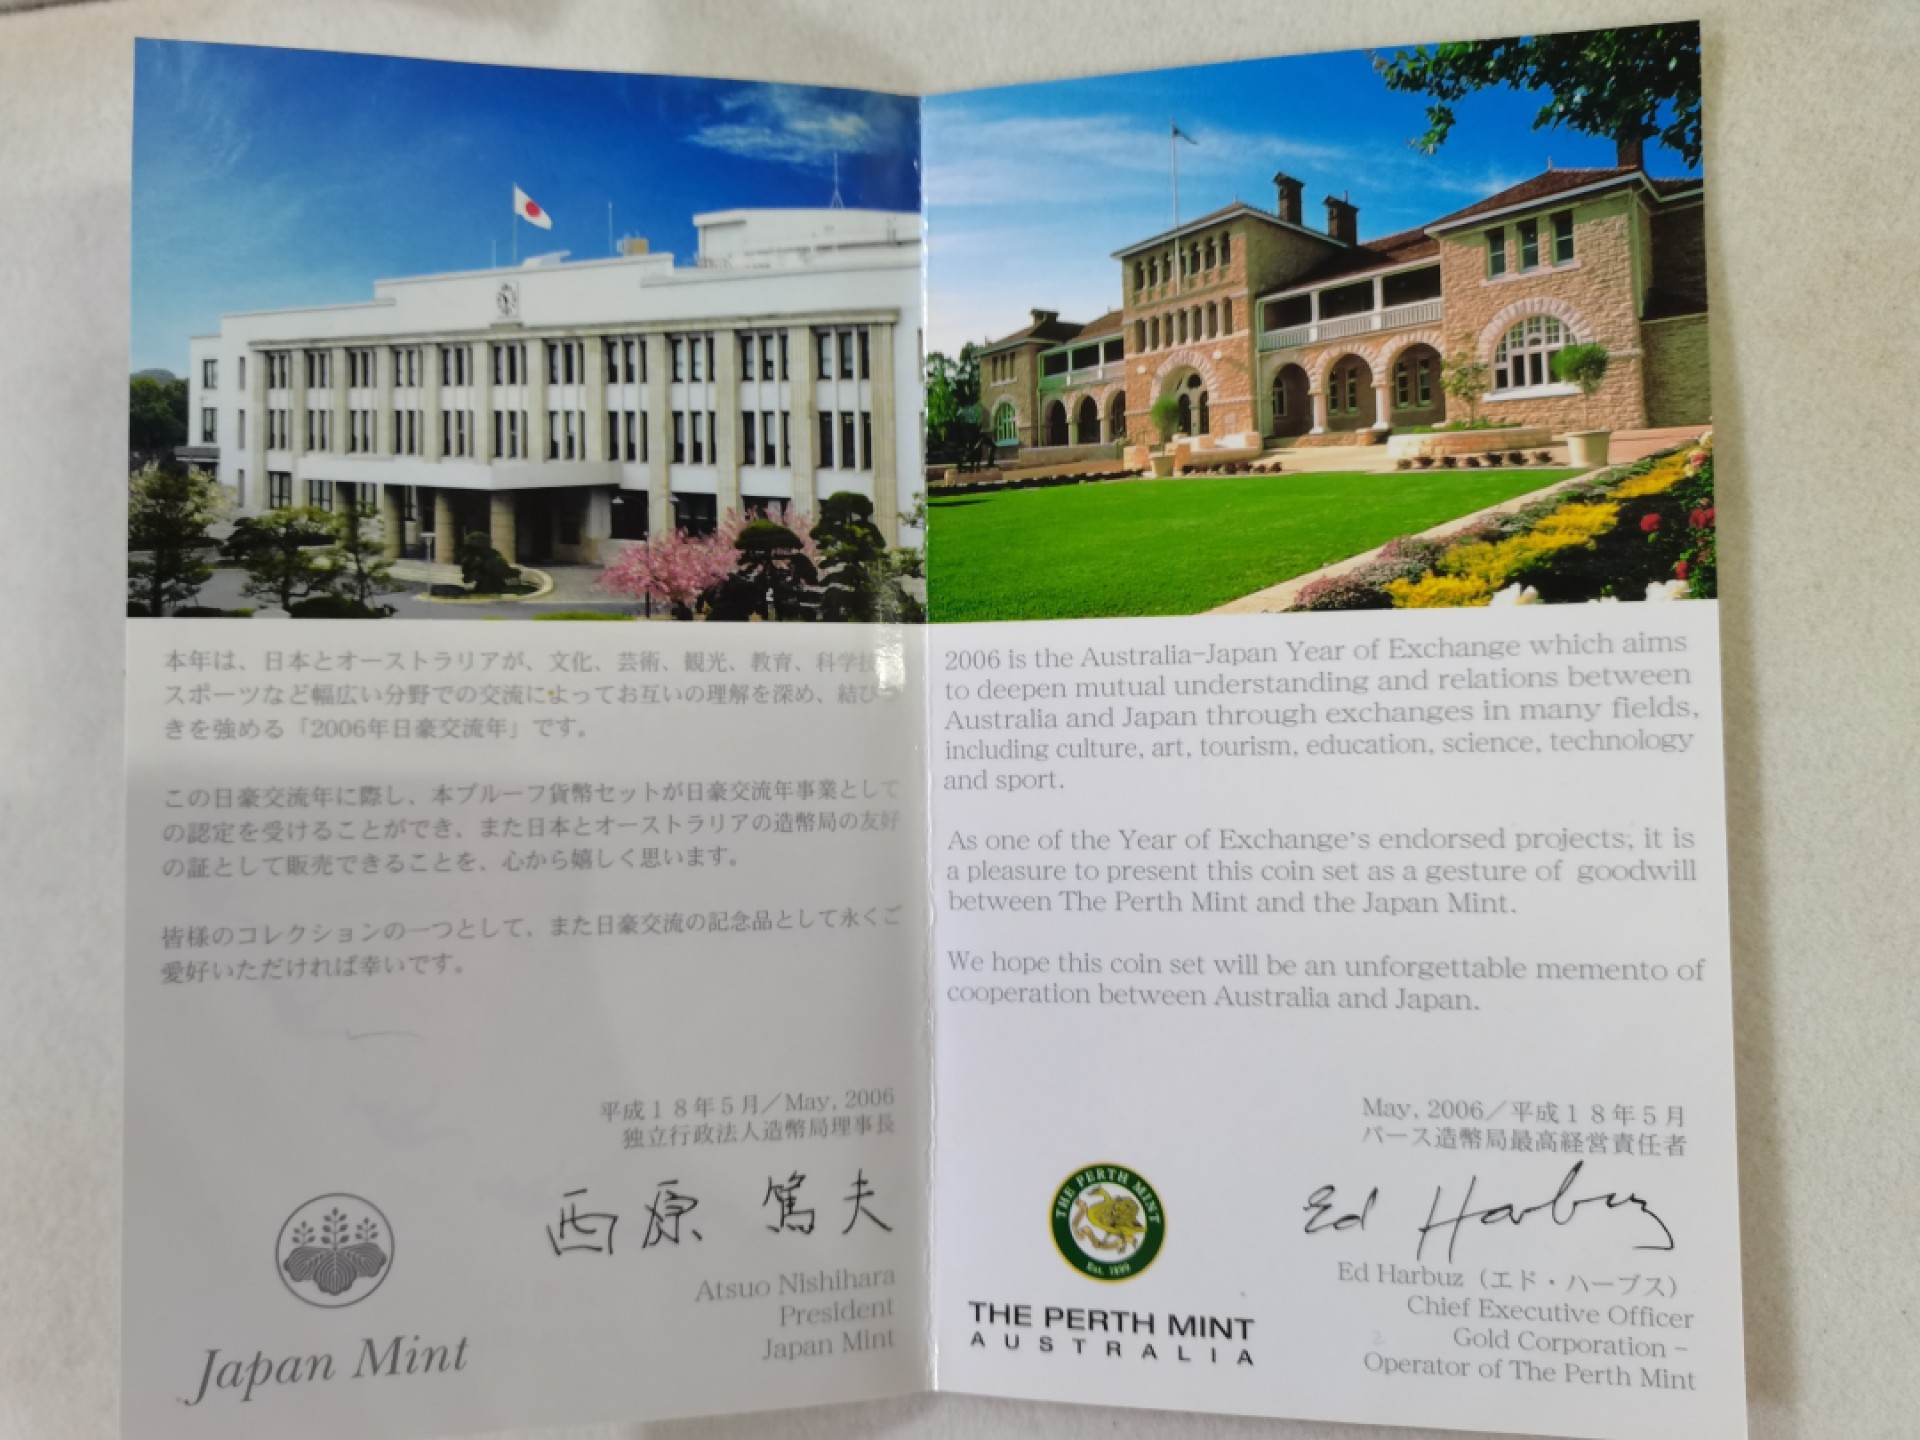 本年は、日本とオーストラリアが、文化、芸術、観光、教育、科学技
スポーツなど幅広い分野での交流によってお互いの理解を深め、結び
きを強める「2006年日豪交流年」です。
この日豪交流年に際し、本プルーフ貨幣セットが日豪交流年事業として
の認定を受けることができ、また日本とオーストラリアの造幣局の友好
の証として販売できることを、心から嬉しく思います。
皆様のコレクションの一つとして、また日豪交流の記念品として永くご
愛好いただければ幸いです。
平成18年5月／May, 2006
独立行政法人造幣局理事長
西原 篤夫
Atsuo Nishihara
President
Japan Mint
Japan Mint
2006 is the Australia-Japan Year of Exchange which aims
to deepen mutual understanding and relations between
Australia and Japan through exchanges in many fields,
including culture, art, tourism, education, science, technology
and sport.
As one of the Year of Exchange's endorsed projects, it is
a pleasure to present this coin set as a gesture of goodwill
between The Perth Mint and the Japan Mint.
We hope this coin set will be an unforgettable memento of
cooperation between Australia and Japan.
May, 2006／平成18年5月
パース造幣局最高経営責任者
Ed Harbuz
Ed Harbuz（エド・ハーブス）
Chief Executive Officer
Gold Corporation -
Operator of The Perth Mint
THE PERTH MINT
Est. 1899
THE PERTH MINT
AUSTRALIA